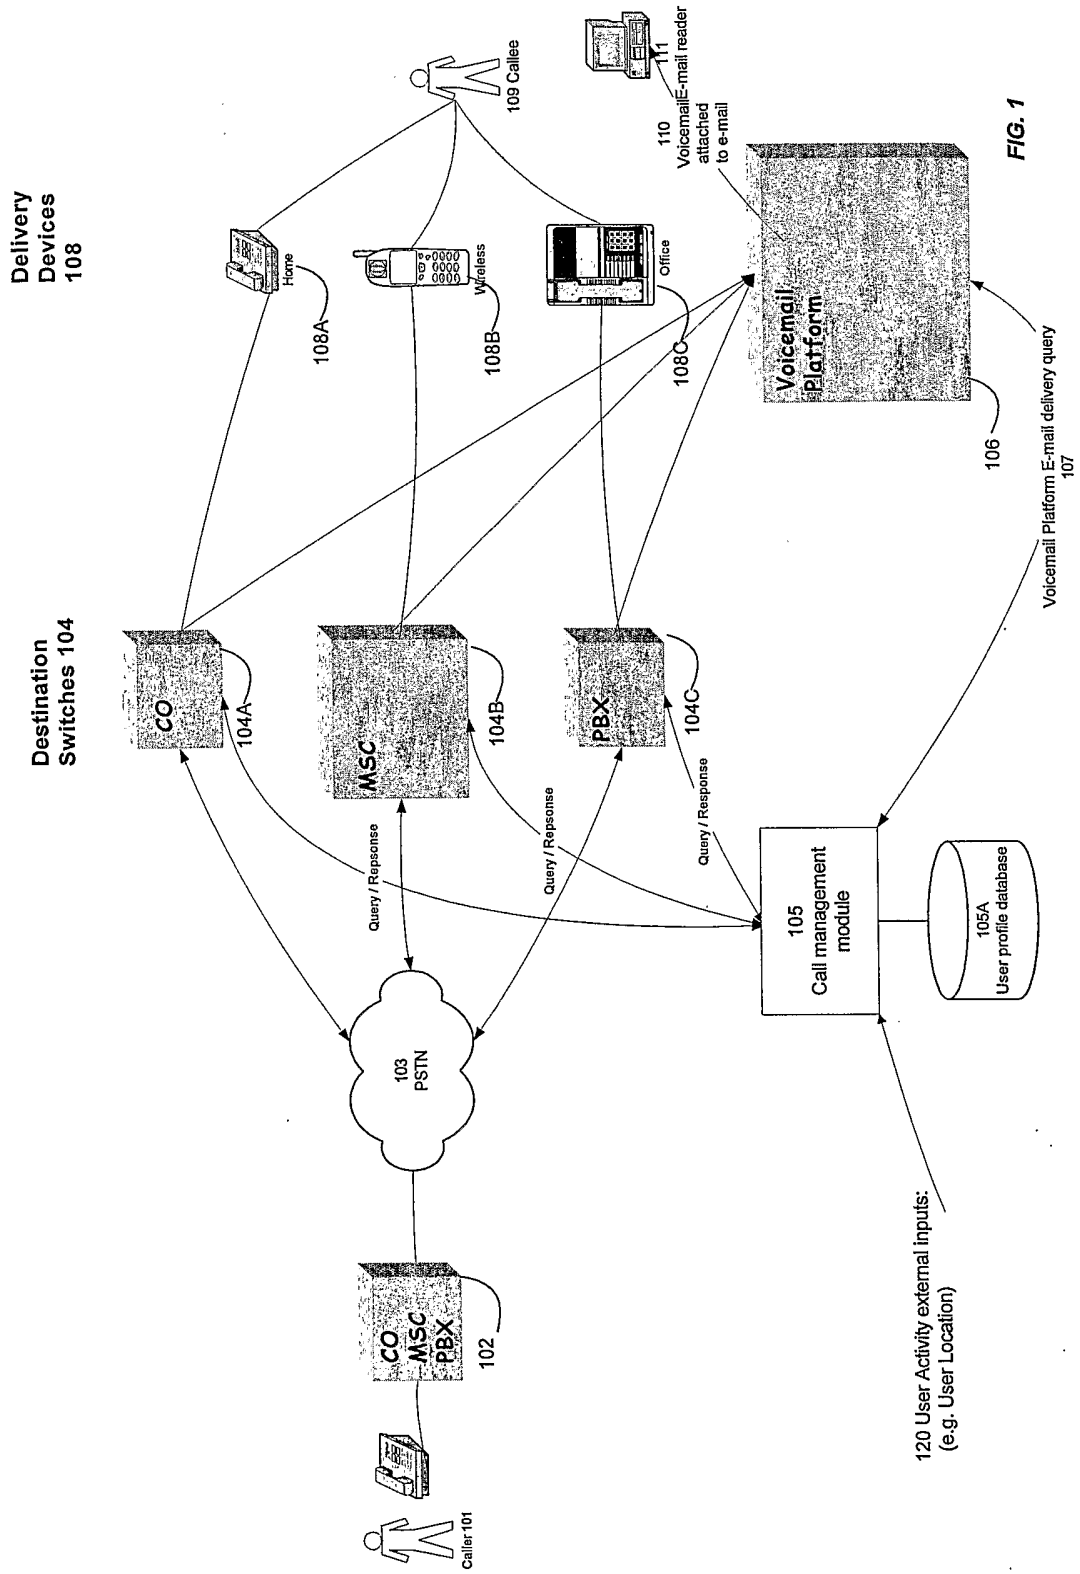 Delivery
Devices
108
Destination
Switches 104
109 Callee
Home
108A
Wireless
108B
Office
108C
110
Voicemail
attached
to e-mail
111
E-mail reader
CO
104A
MSC
104B
PBX
104C
Voicemail
Platform
106
Query / Repsonse
Query / Repsonse
Query / Response
103
PSTN
CO
MSC
PBX
102
Caller 101
105
Call management
module
105A
User profile database
Voicemail Platform E-mail delivery query
107
120 User Activity external inputs:
(e.g. User Location)
FIG. 1